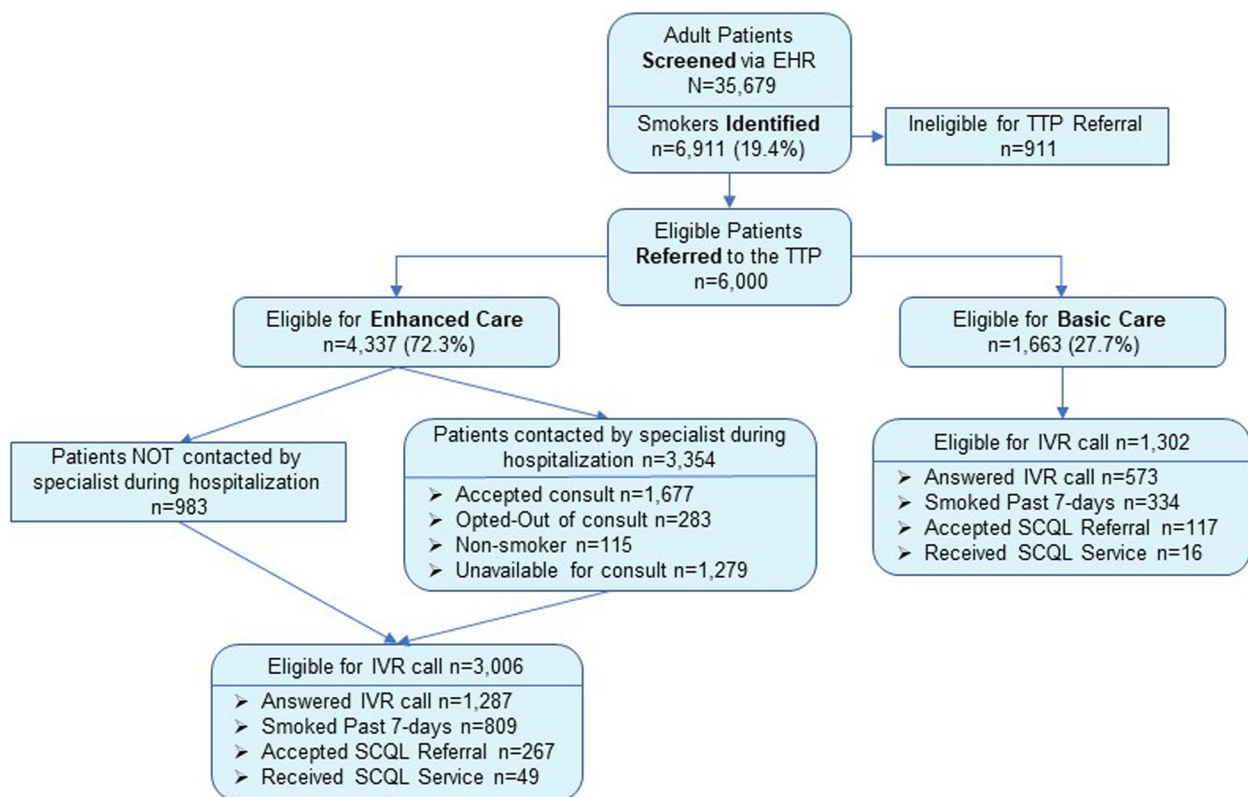 Adult Patients
Screened via EHR
N=35,679
Smokers Identified
n=6,911 (19.4%)
Ineligible for TTP Referral
n=911
Eligible Patients
Referred to the TTP
n=6,000
Eligible for Enhanced Care
n=4,337 (72.3%)
Eligible for Basic Care
n=1,663 (27.7%)
Patients NOT contacted by
specialist during hospitalization
n=983
Patients contacted by specialist during
hospitalization n=3,354
➢ Accepted consult n=1,677
➢ Opted-Out of consult n=283
➢ Non-smoker n=115
➢ Unavailable for consult n=1,279
Eligible for IVR call n=1,302
➢ Answered IVR call n=573
➢ Smoked Past 7-days n=334
➢ Accepted SCQL Referral n=117
➢ Received SCQL Service n=16
Eligible for IVR call n=3,006
➢ Answered IVR call n=1,287
➢ Smoked Past 7-days n=809
➢ Accepted SCQL Referral n=267
➢ Received SCQL Service n=49